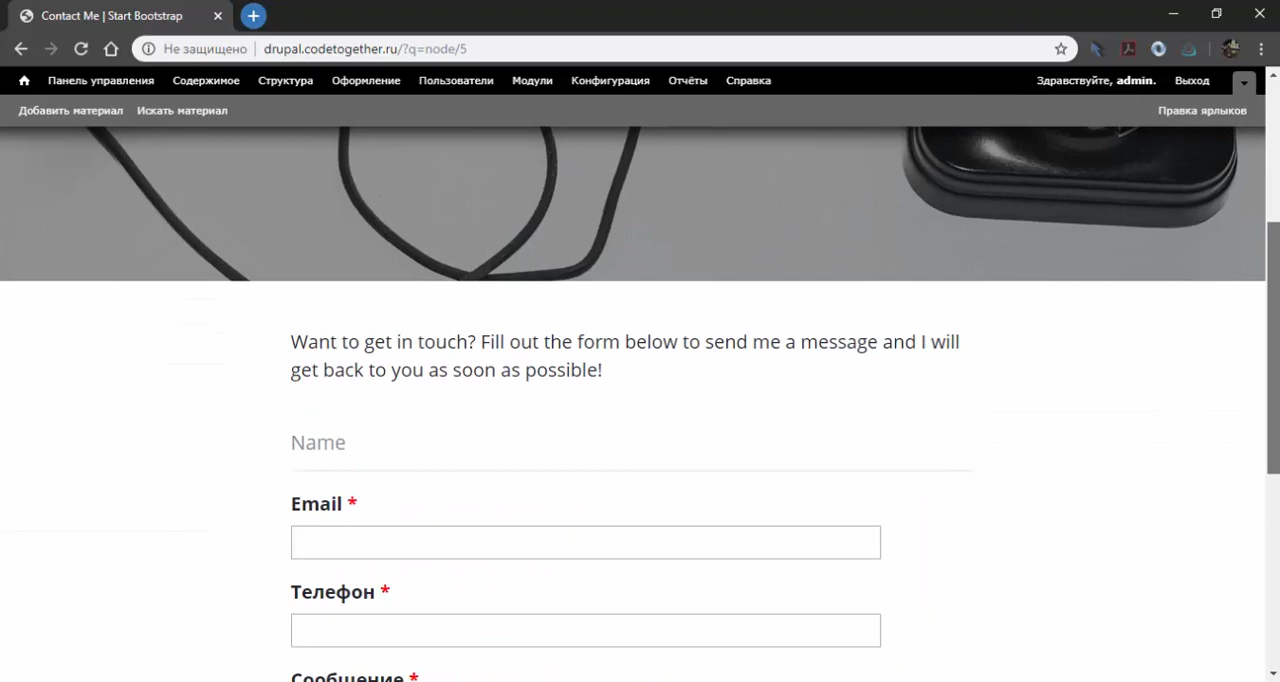 Contact Me | Start Bootstrap
Не защищено drupal.codetogether.ru/?q=node/5
Панель управления Содержимое Структура Оформление Пользователи Модули Конфигурация Отчёты Справка Здравствуйте, admin. Выход
Добавить материал Искать материал Правка ярлыков
Want to get in touch? Fill out the form below to send me a message and I will
get back to you as soon as possible!
Name
Email *
Телефон *
Сообщение *